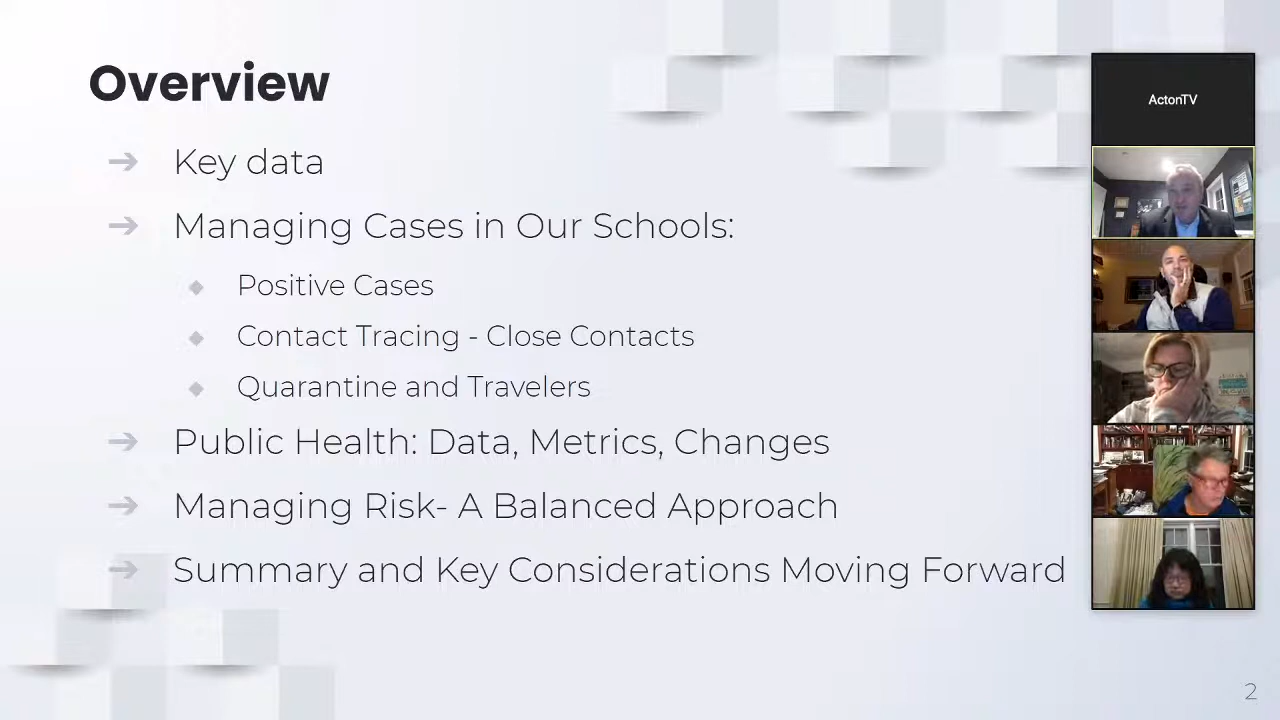 Overview
Key data
Managing Cases in Our Schools:
Positive Cases
Contact Tracing - Close Contacts
Quarantine and Travelers
Public Health: Data, Metrics, Changes
Managing Risk- A Balanced Approach
Summary and Key Considerations Moving Forward
ActonTV
2